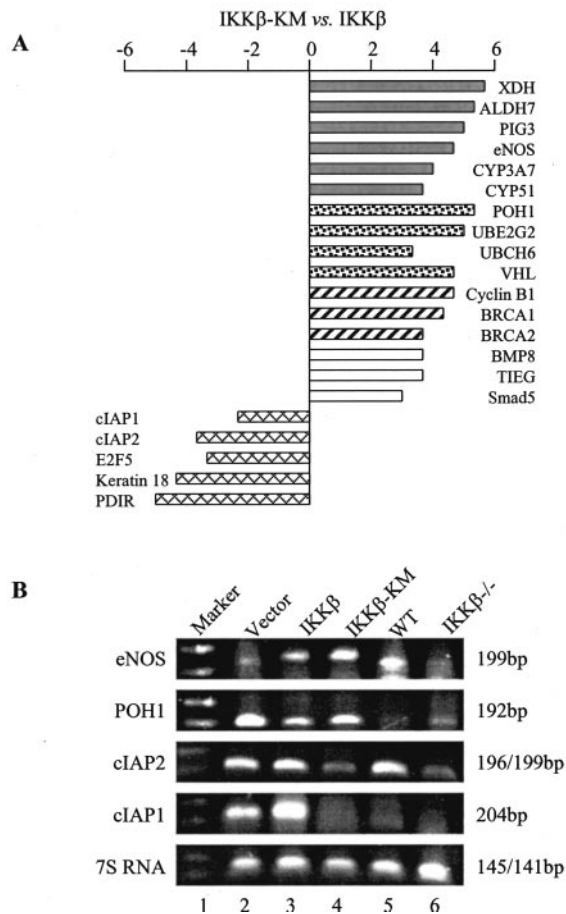 IKKβ-KM vs. IKKβ
A
-6 -4 -2 0 2 4 6
XDH
ALDH7
PIG3
eNOS
CYP3A7
CYP51
POH1
UBE2G2
UBCH6
VHL
Cyclin B1
BRCA1
BRCA2
BMP8
TIEG
Smad5
cIAP1
cIAP2
E2F5
Keratin 18
PDIR
B
Marker Vector IKKβ IKKβ-KM WT IKKβ-/-
eNOS 199bp
POH1 192bp
cIAP2 196/199bp
cIAP1 204bp
7S RNA 145/141bp
1 2 3 4 5 6